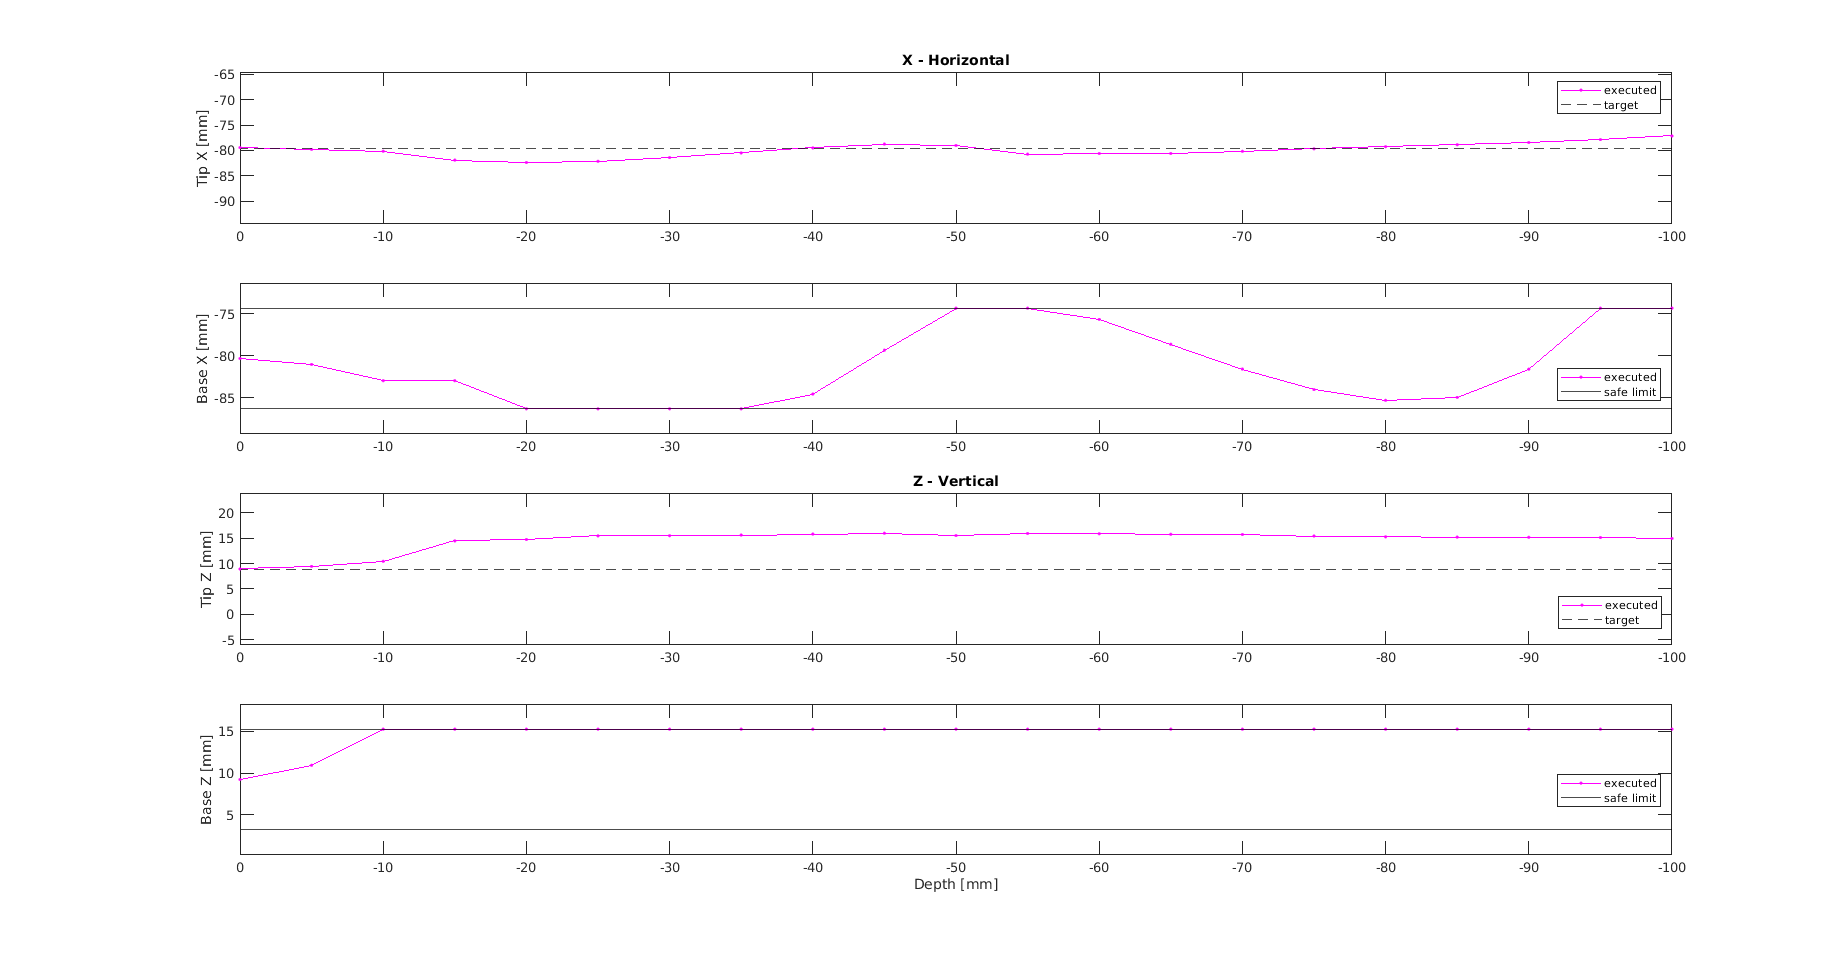 X - Horizontal
Tip X [mm]
-65
-70
-75
-80
-85
-90
executed
target
0 -10 -20 -30 -40 -50 -60 -70 -80 -90 -100
Base X [mm]
-75
-80
-85
executed
safe limit
0 -10 -20 -30 -40 -50 -60 -70 -80 -90 -100
Z - Vertical
Tip Z [mm]
20
15
10
5
0
-5
executed
target
0 -10 -20 -30 -40 -50 -60 -70 -80 -90 -100
Base Z [mm]
15
10
5
executed
safe limit
0 -10 -20 -30 -40 -50 -60 -70 -80 -90 -100
Depth [mm]